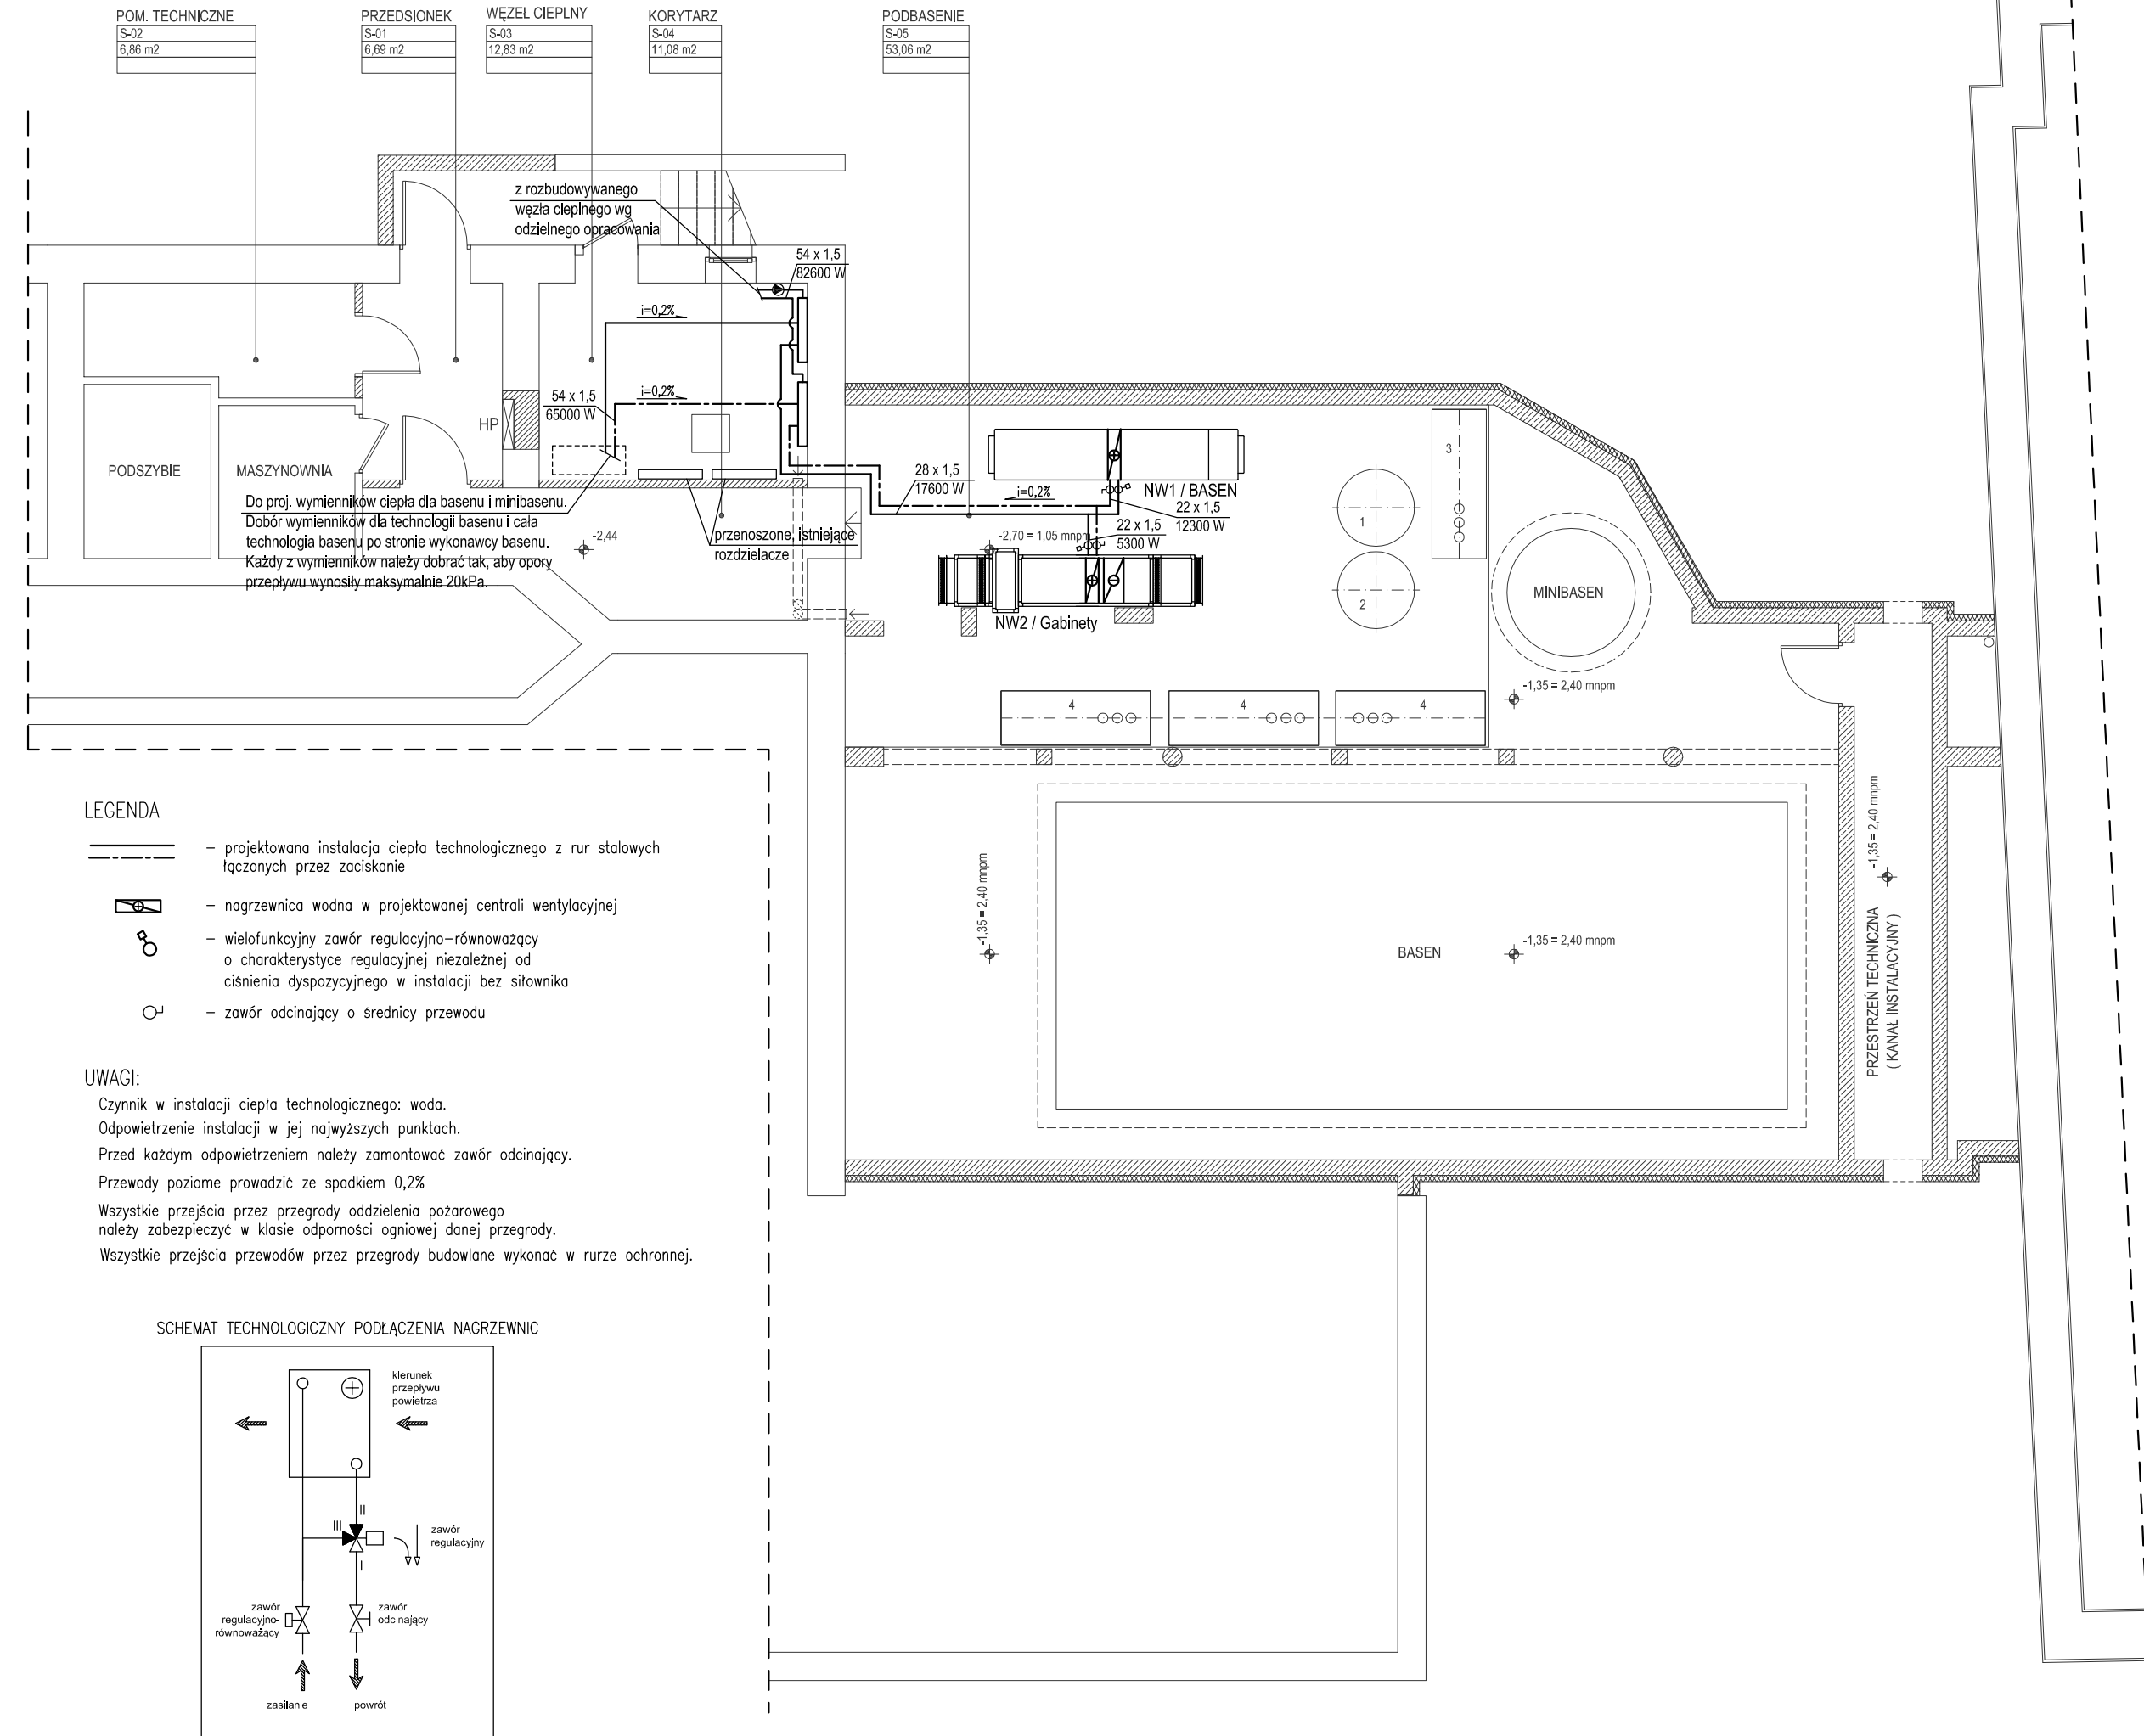 POM. TECHNICZNE
S-02
6,86 m2
PRZEDSIONEK
S-01
6,69 m2
WĘZEŁ CIEPLNY
S-03
12,83 m2
KORYTARZ
S-04
11,08 m2
PODBASENIE
S-05
53,06 m2
z rozbudowywanego
węzła cieplnego wg
odzielnego opracowania
54 x 1,5
82600 W
i=0,2%
i=0,2%
54 x 1,5
65000 W
HP
PODSZYBIE
MASZYNOWNIA
Do proj. wymienników ciepła dla basenu i minibasenu.
Dobór wymienników dla technologii basenu i cała
technologia basenu po stronie wykonawcy basenu.
Każdy z wymienników należy dobrać tak, aby opory
przepływu wynosiły maksymalnie 20kPa.
-2,44
przenoszone, istniejące
rozdzielacze
28 x 1,5
17600 W
i=0,2%
NW1 / BASEN
22 x 1,5
12300 W
22 x 1,5
5300 W
-2,70 = 1,05 mnpm
NW2 / Gabinety
1
2
3
MINIBASEN
-1,35 = 2,40 mnpm
4
4
4
-1,35 = 2,40 mnpm
BASEN
-1,35 = 2,40 mnpm
-1,35 = 2,40 mnpm
PRZESTRZEŃ TECHNICZNA
( KANAŁ INSTALACYJNY )
LEGENDA
– projektowana instalacja ciepła technologicznego z rur stalowych
łączonych przez zaciskanie
– nagrzewnica wodna w projektowanej centrali wentylacyjnej
– wielofunkcyjny zawór regulacyjno–równoważący
o charakterystyce regulacyjnej niezależnej od
ciśnienia dyspozycyjnego w instalacji bez siłownika
– zawór odcinający o średnicy przewodu
UWAGI:
Czynnik w instalacji ciepła technologicznego: woda.
Odpowietrzenie instalacji w jej najwyższych punktach.
Przed każdym odpowietrzeniem należy zamontować zawór odcinający.
Przewody poziome prowadzić ze spadkiem 0,2%
Wszystkie przejścia przez przegrody oddzielenia pożarowego
należy zabezpieczyć w klasie odporności ogniowej danej przegrody.
Wszystkie przejścia przewodów przez przegrody budowlane wykonać w rurze ochronnej.
SCHEMAT TECHNOLOGICZNY PODŁĄCZENIA NAGRZEWNIC
kierunek
przepływu
powietrza
II
III
I
zawór
regulacyjny
zawór
regulacyjno-
równoważący
zawór
odcinający
zasilanie
powrót